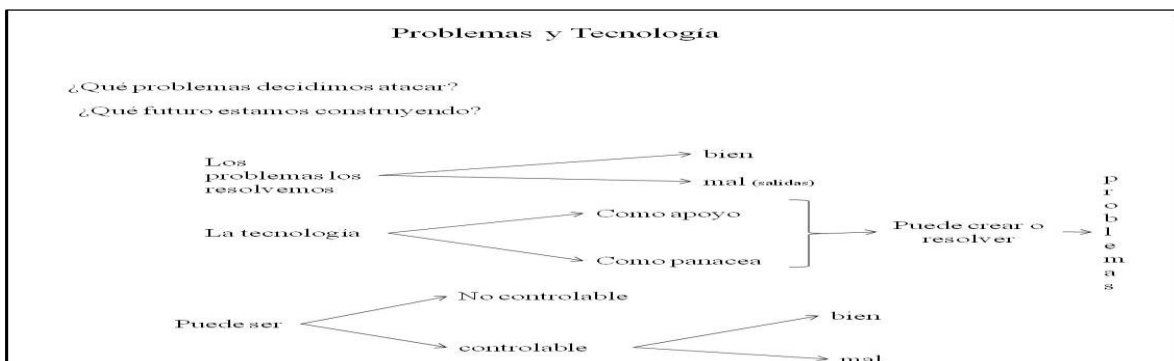 Problemas y Tecnología
¿Qué problemas decidimos atacar?
¿Qué futuro estamos construyendo?
Los
problemas los
resolvemos
bien
mal (salidas)
La tecnología
Como apoyo
Como panacea
Puede crear o
resolver
problemas
Puede ser
No controlable
controlable
bien
mal